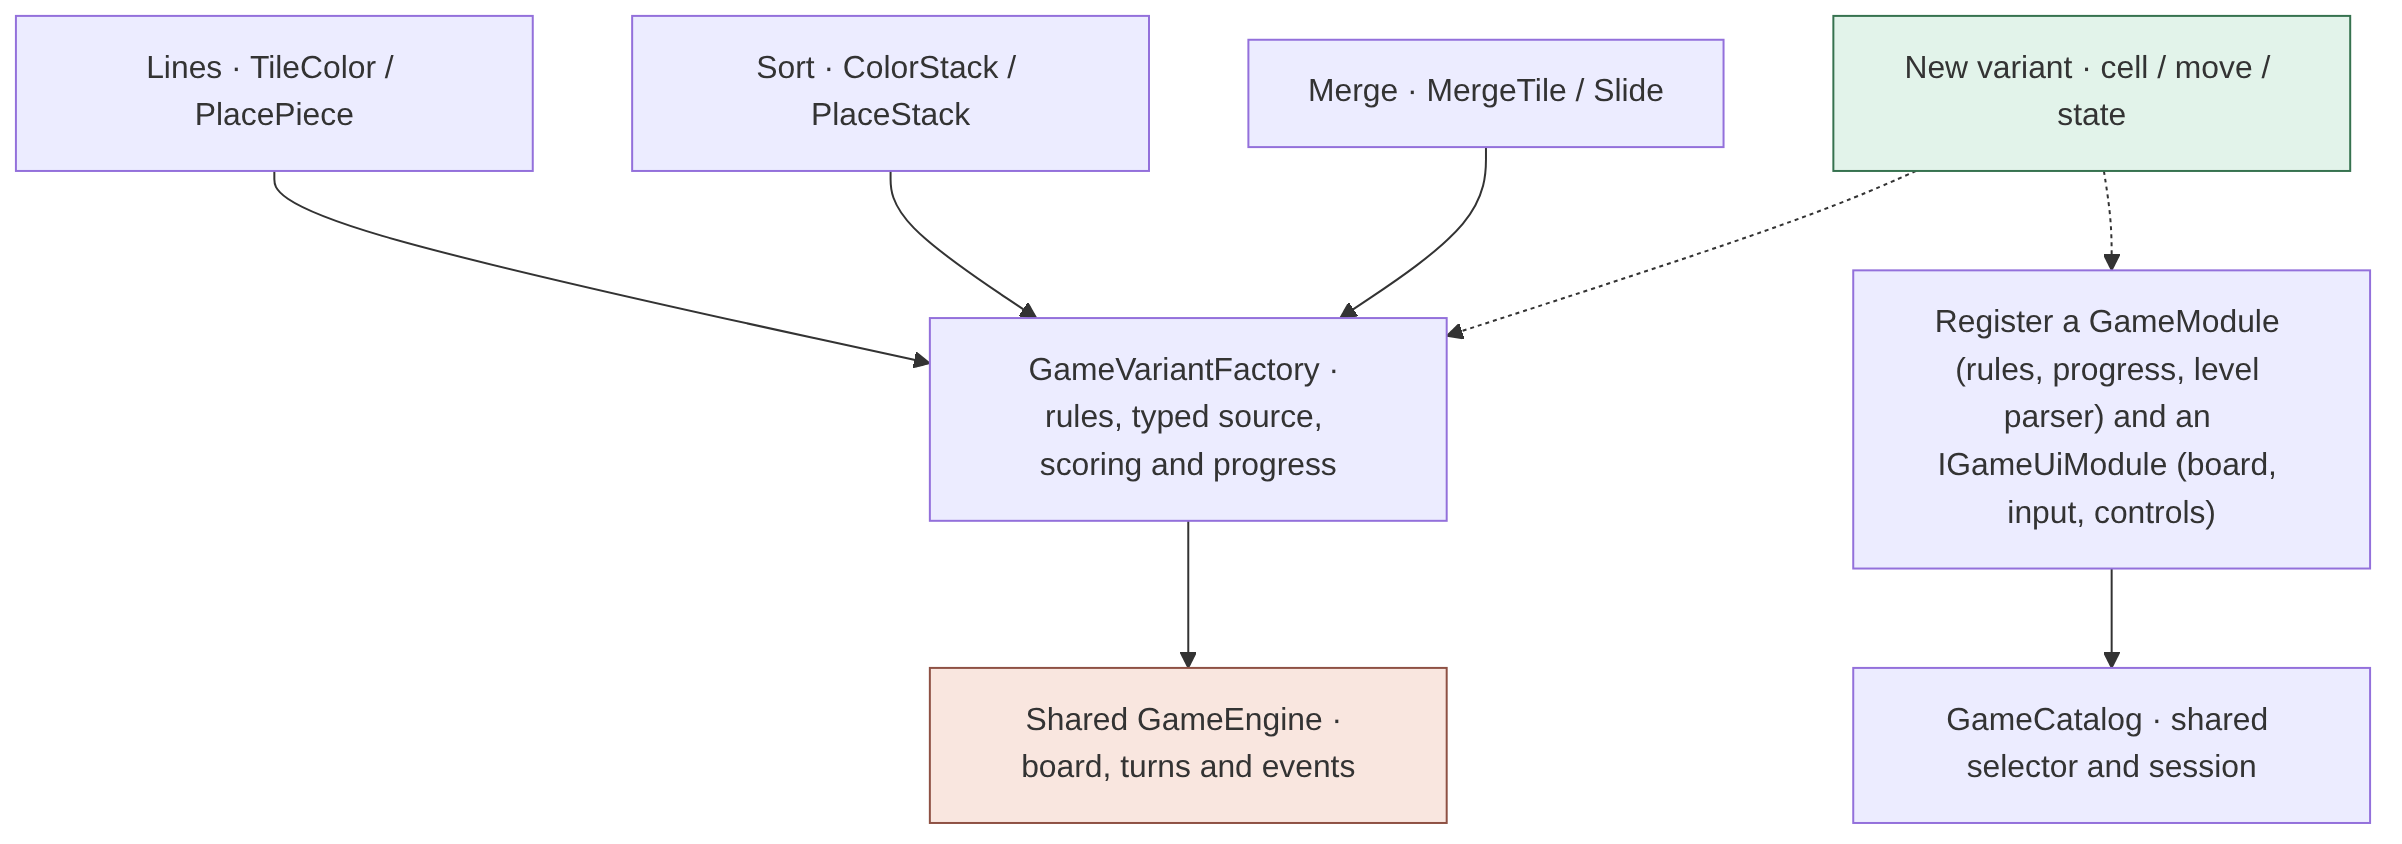 Lines · TileColor /
PlacePiece
Sort · ColorStack /
PlaceStack
Merge · MergeTile / Slide
New variant · cell / move /
state
GameVariantFactory ·
rules, typed source,
scoring and progress
Register a GameModule
(rules, progress, level
parser) and an
IGameUiModule (board,
input, controls)
Shared GameEngine ·
board, turns and events
GameCatalog · shared
selector and session